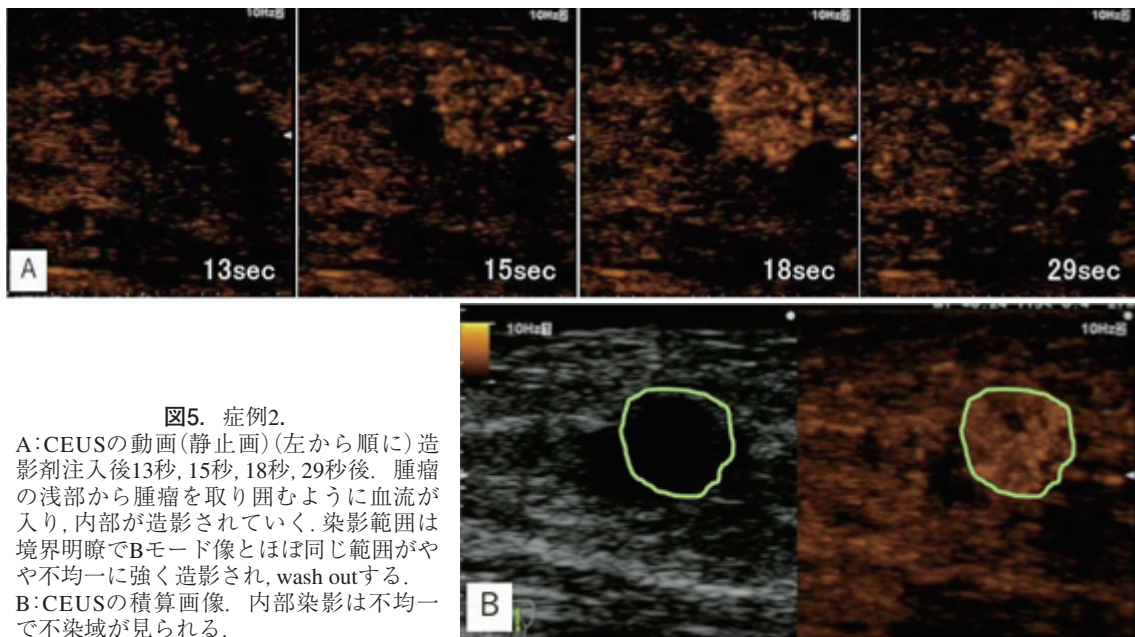 10Hz
10Hz
10Hz
10Hz
A
13sec
15sec
18sec
29sec
10Hz
10Hz
B
図5. 症例2.
A:CEUSの動画(静止画)(左から順に)造
影剤注入後13秒, 15秒, 18秒, 29秒後. 腫瘤
の浅部から腫瘤を取り囲むように血流が
入り, 内部が造影されていく. 染影範囲は
境界明瞭でBモード像とほぼ同じ範囲がや
や不均一に強く造影され, wash outする.
B:CEUSの積算画像. 内部染影は不均一
で不染域が見られる.